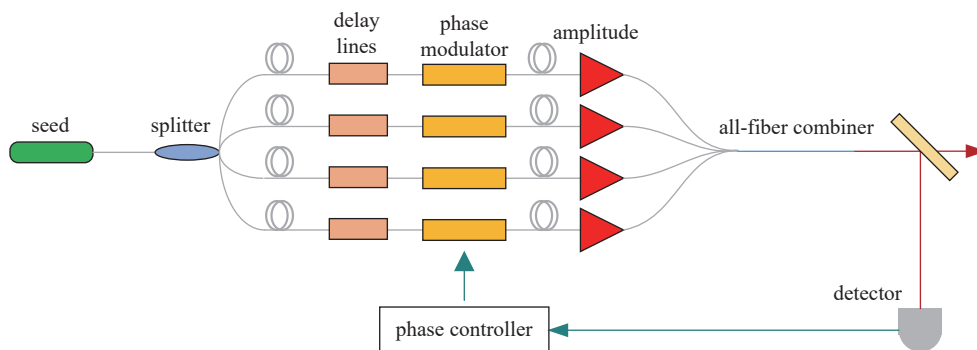 delay
lines
phase
modulator
amplitude
seed
splitter
all-fiber combiner
detector
phase controller